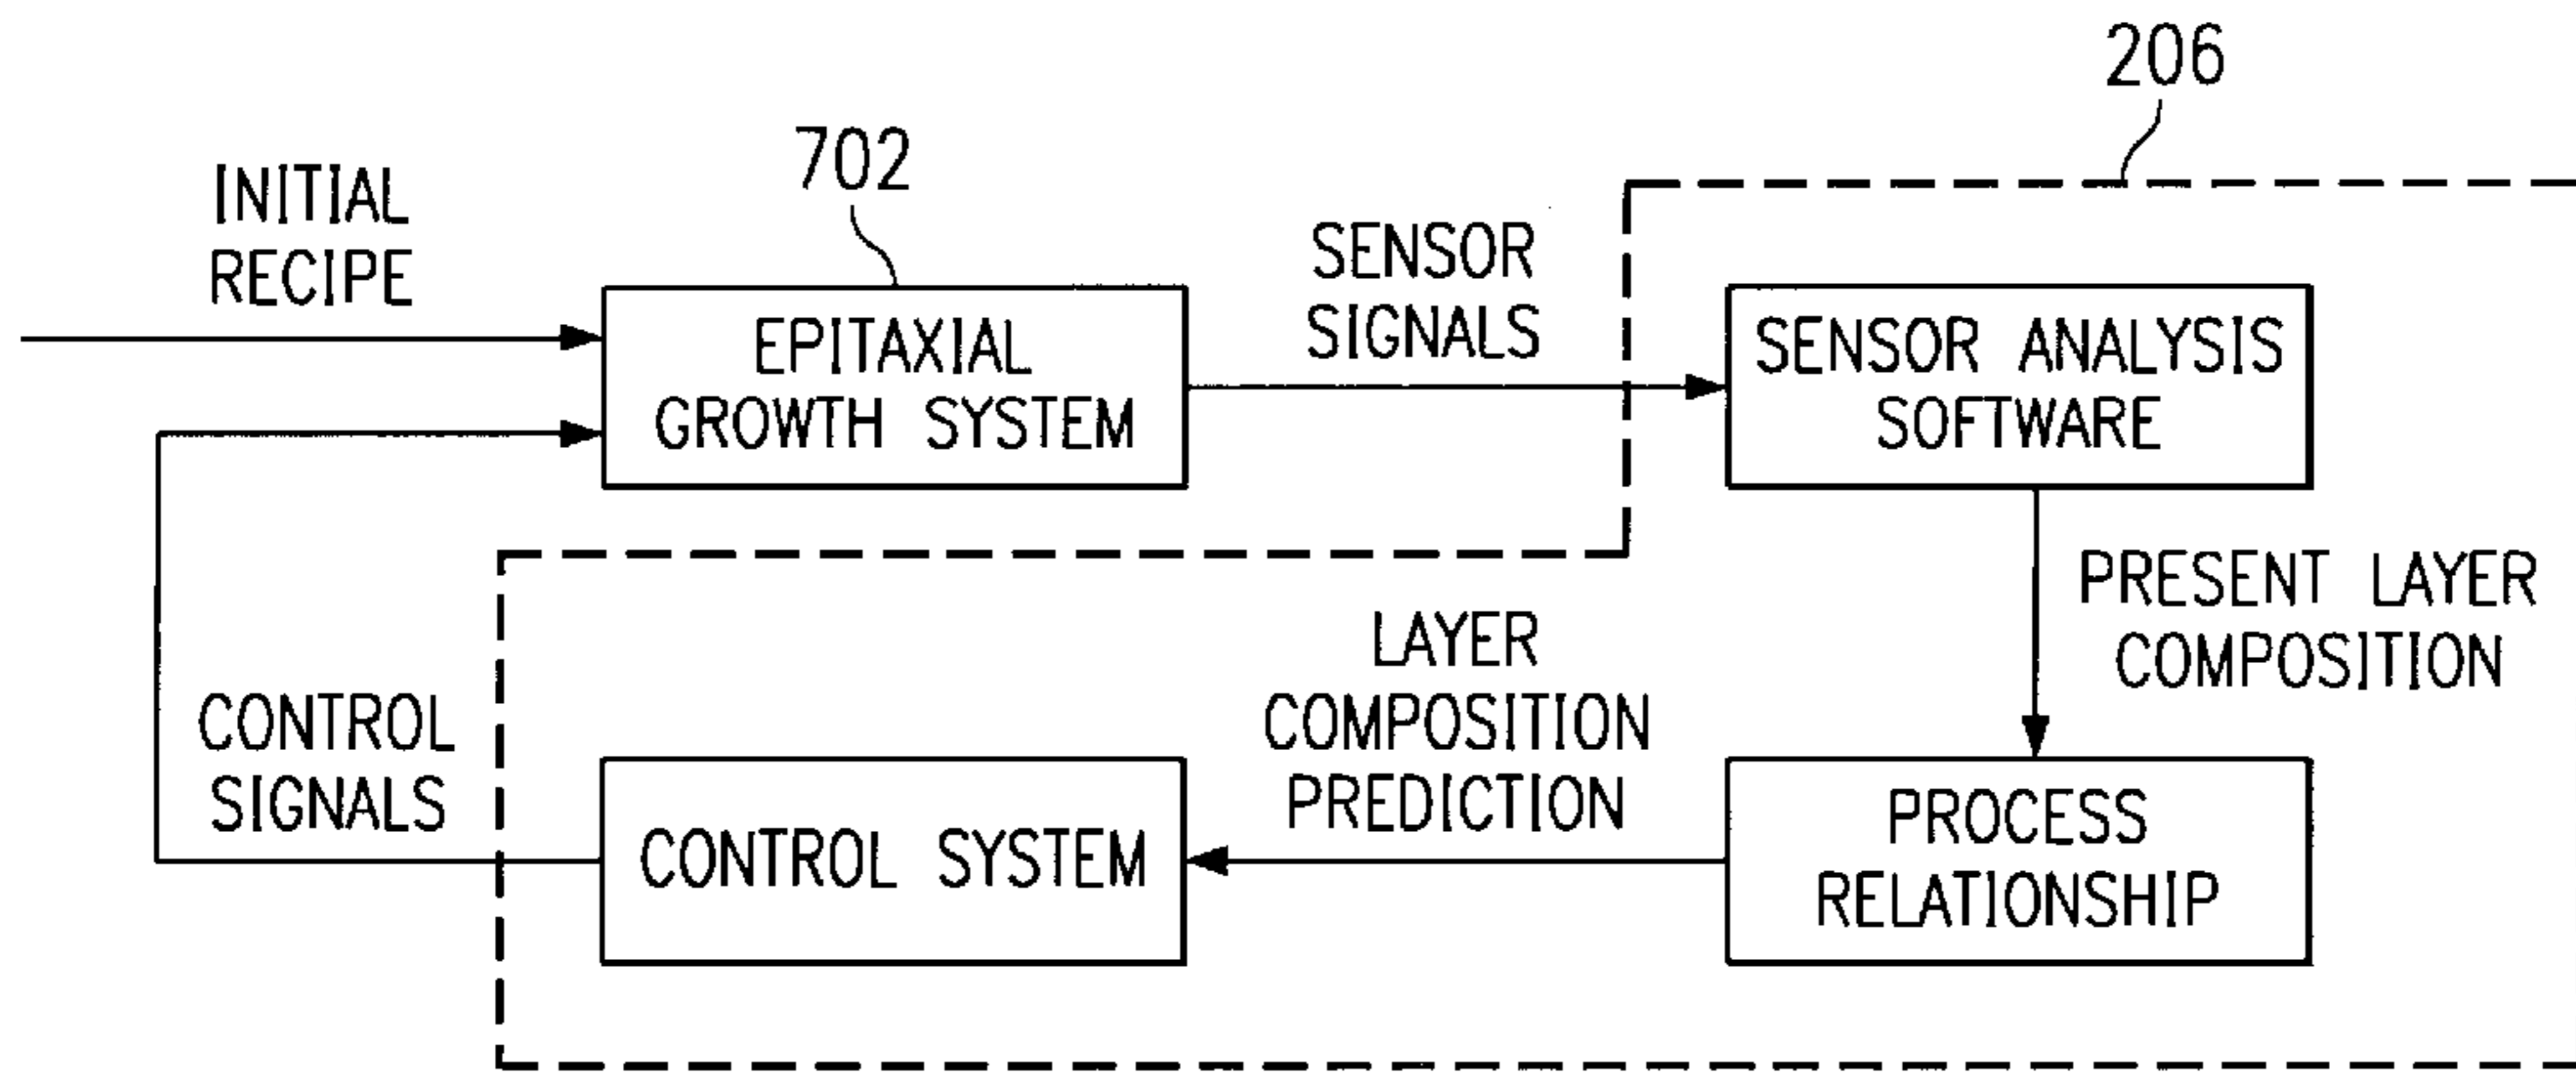 206
702
INITIAL
RECIPE
SENSOR
SIGNALS
EPITAXIAL
GROWTH SYSTEM
SENSOR ANALYSIS
SOFTWARE
PRESENT LAYER
COMPOSITION
LAYER
COMPOSITION
PREDICTION
CONTROL
SIGNALS
CONTROL SYSTEM
PROCESS
RELATIONSHIP